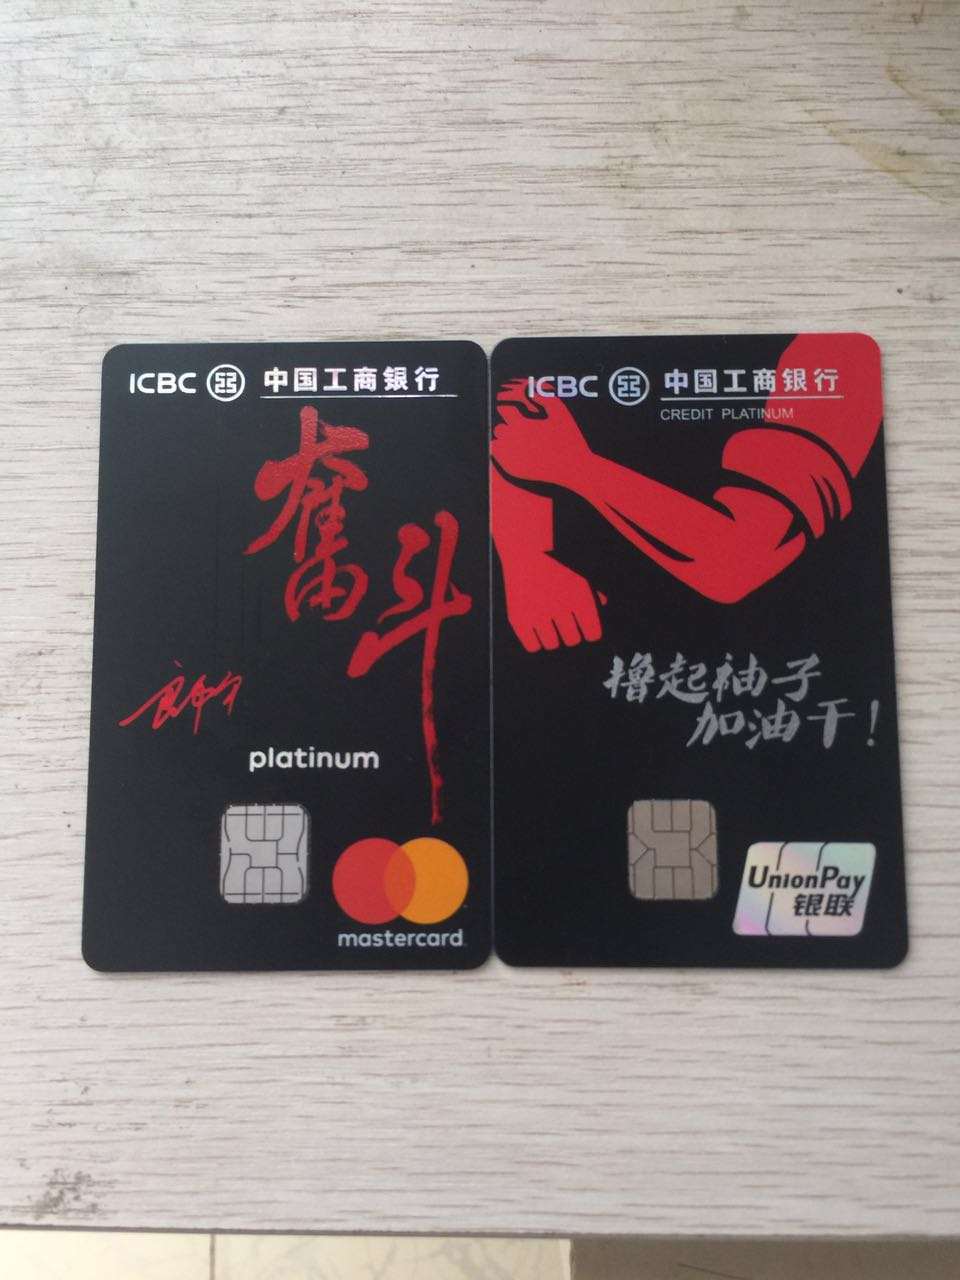 ICBC 中国工商银行
奋斗
platinum
mastercard
ICBC 中国工商银行
CREDIT PLATINUM
撸起袖子
加油干!
UnionPay
银联